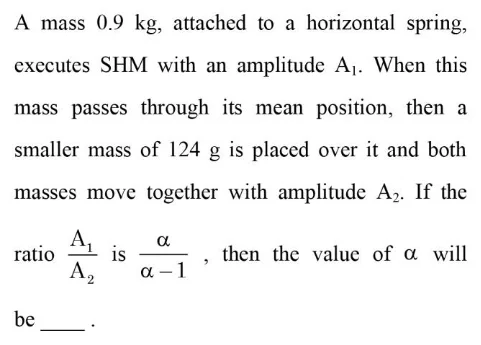 A mass 0.9 kg, attached to a horizontal spring,
executes SHM with an amplitude A₁. When this
mass passes through its mean position, then a
smaller mass of 124 g is placed over it and both
masses move together with amplitude A₂. If the
ratio A₁/A₂ is α/(α – 1), then the value of α will
be ____.